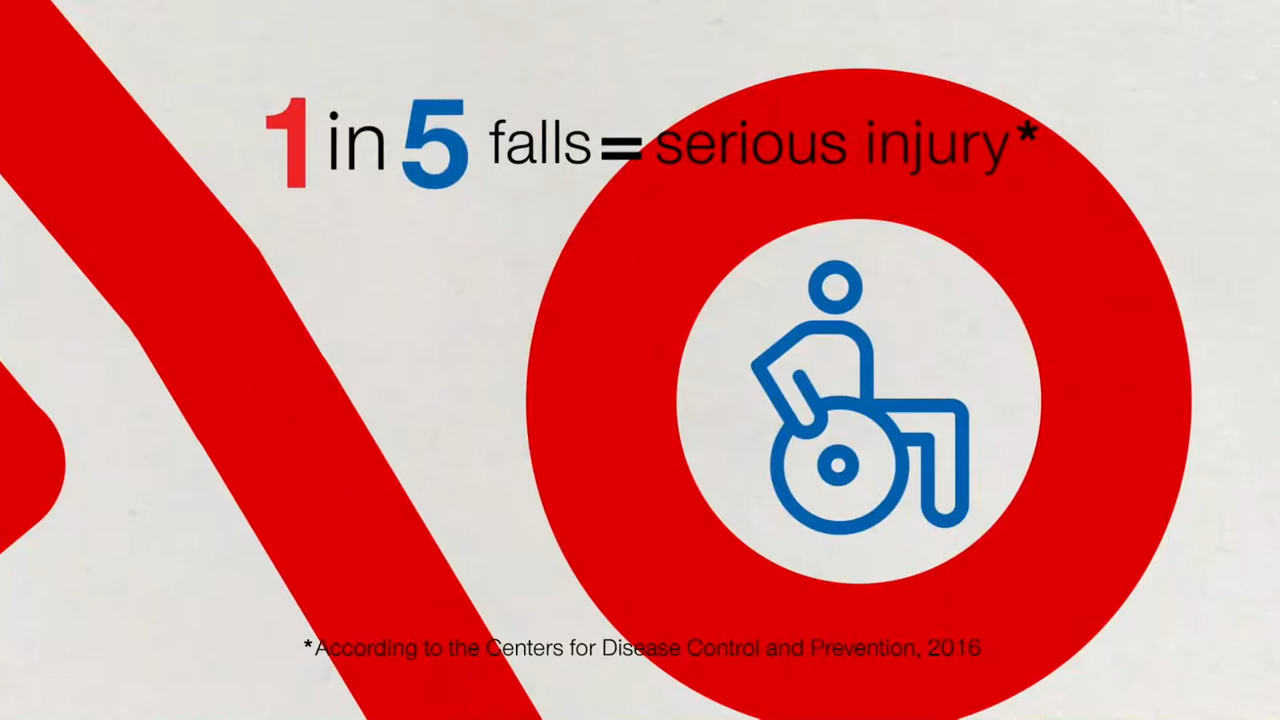 1 in 5 falls = serious injury*
*According to the Centers for Disease Control and Prevention, 2016